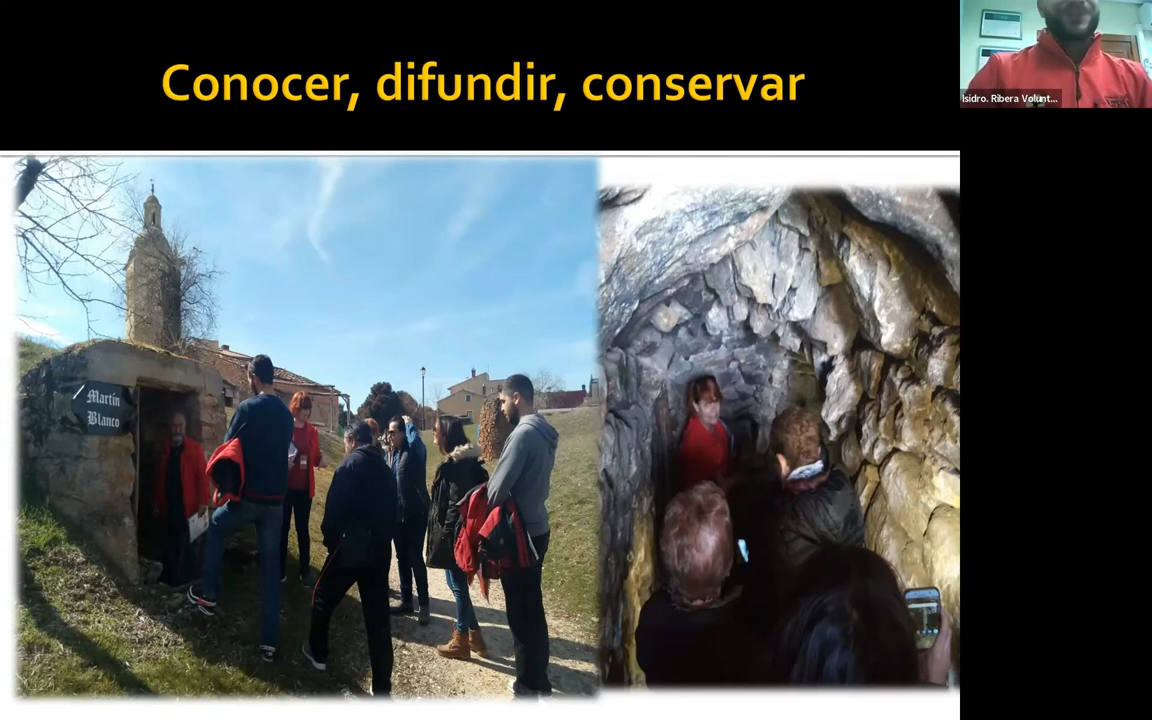 Conocer, difundir, conservar
Isidro. Ribera Volunt...
Martín
Blanco